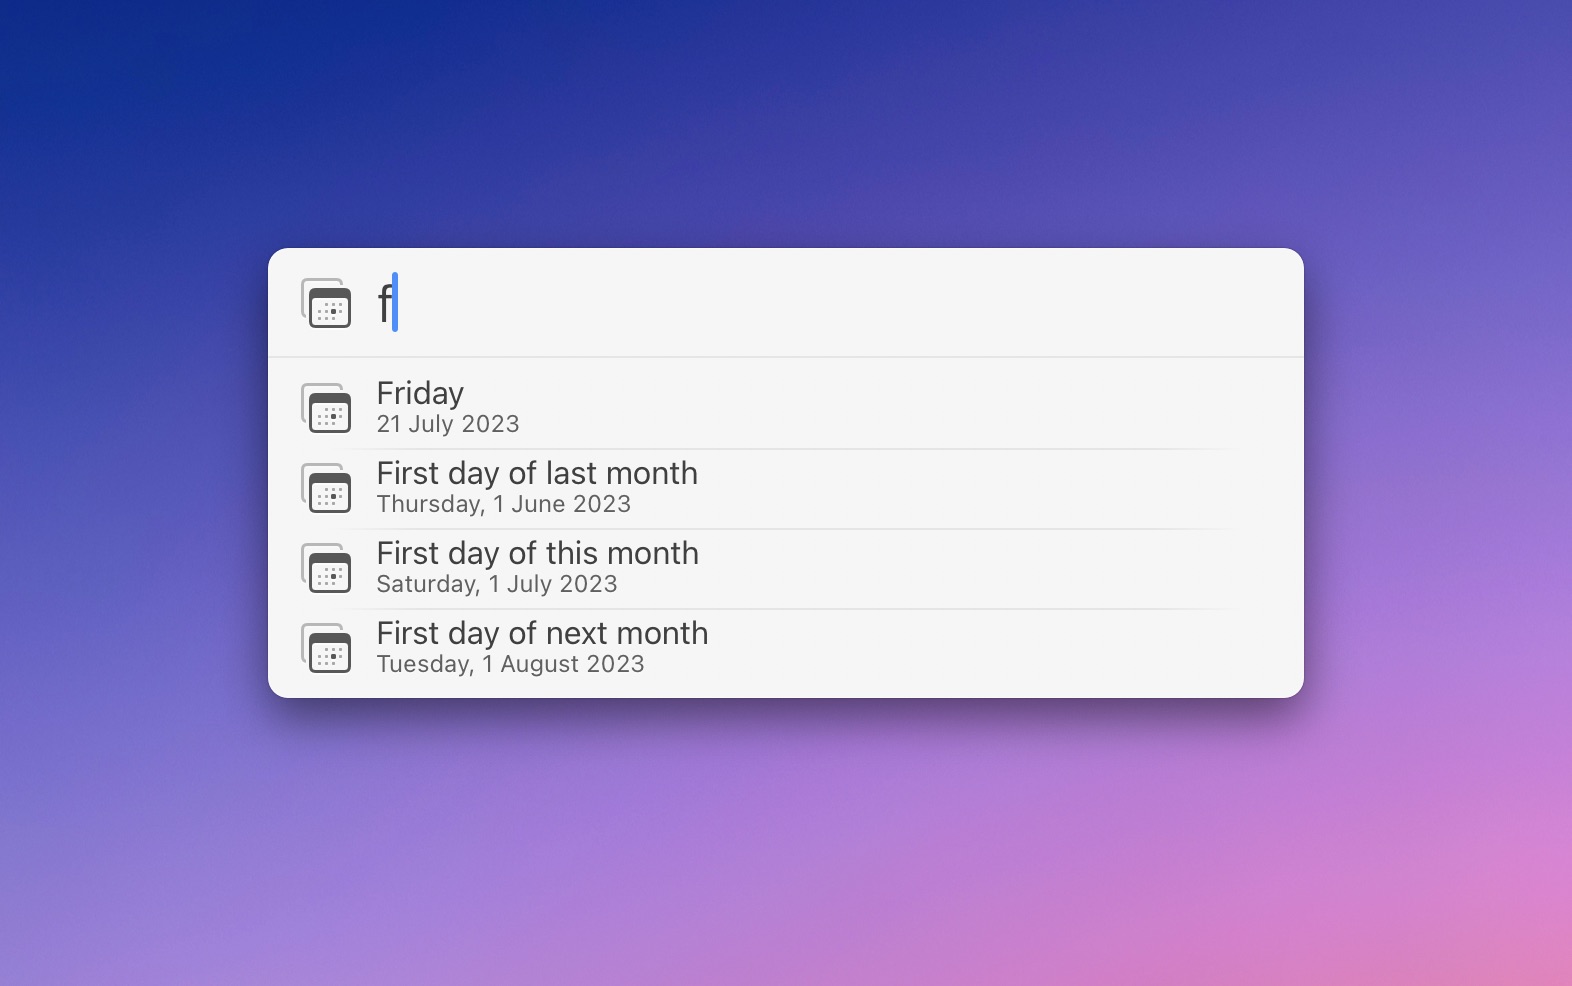 f
Friday
21 July 2023
First day of last month
Thursday, 1 June 2023
First day of this month
Saturday, 1 July 2023
First day of next month
Tuesday, 1 August 2023